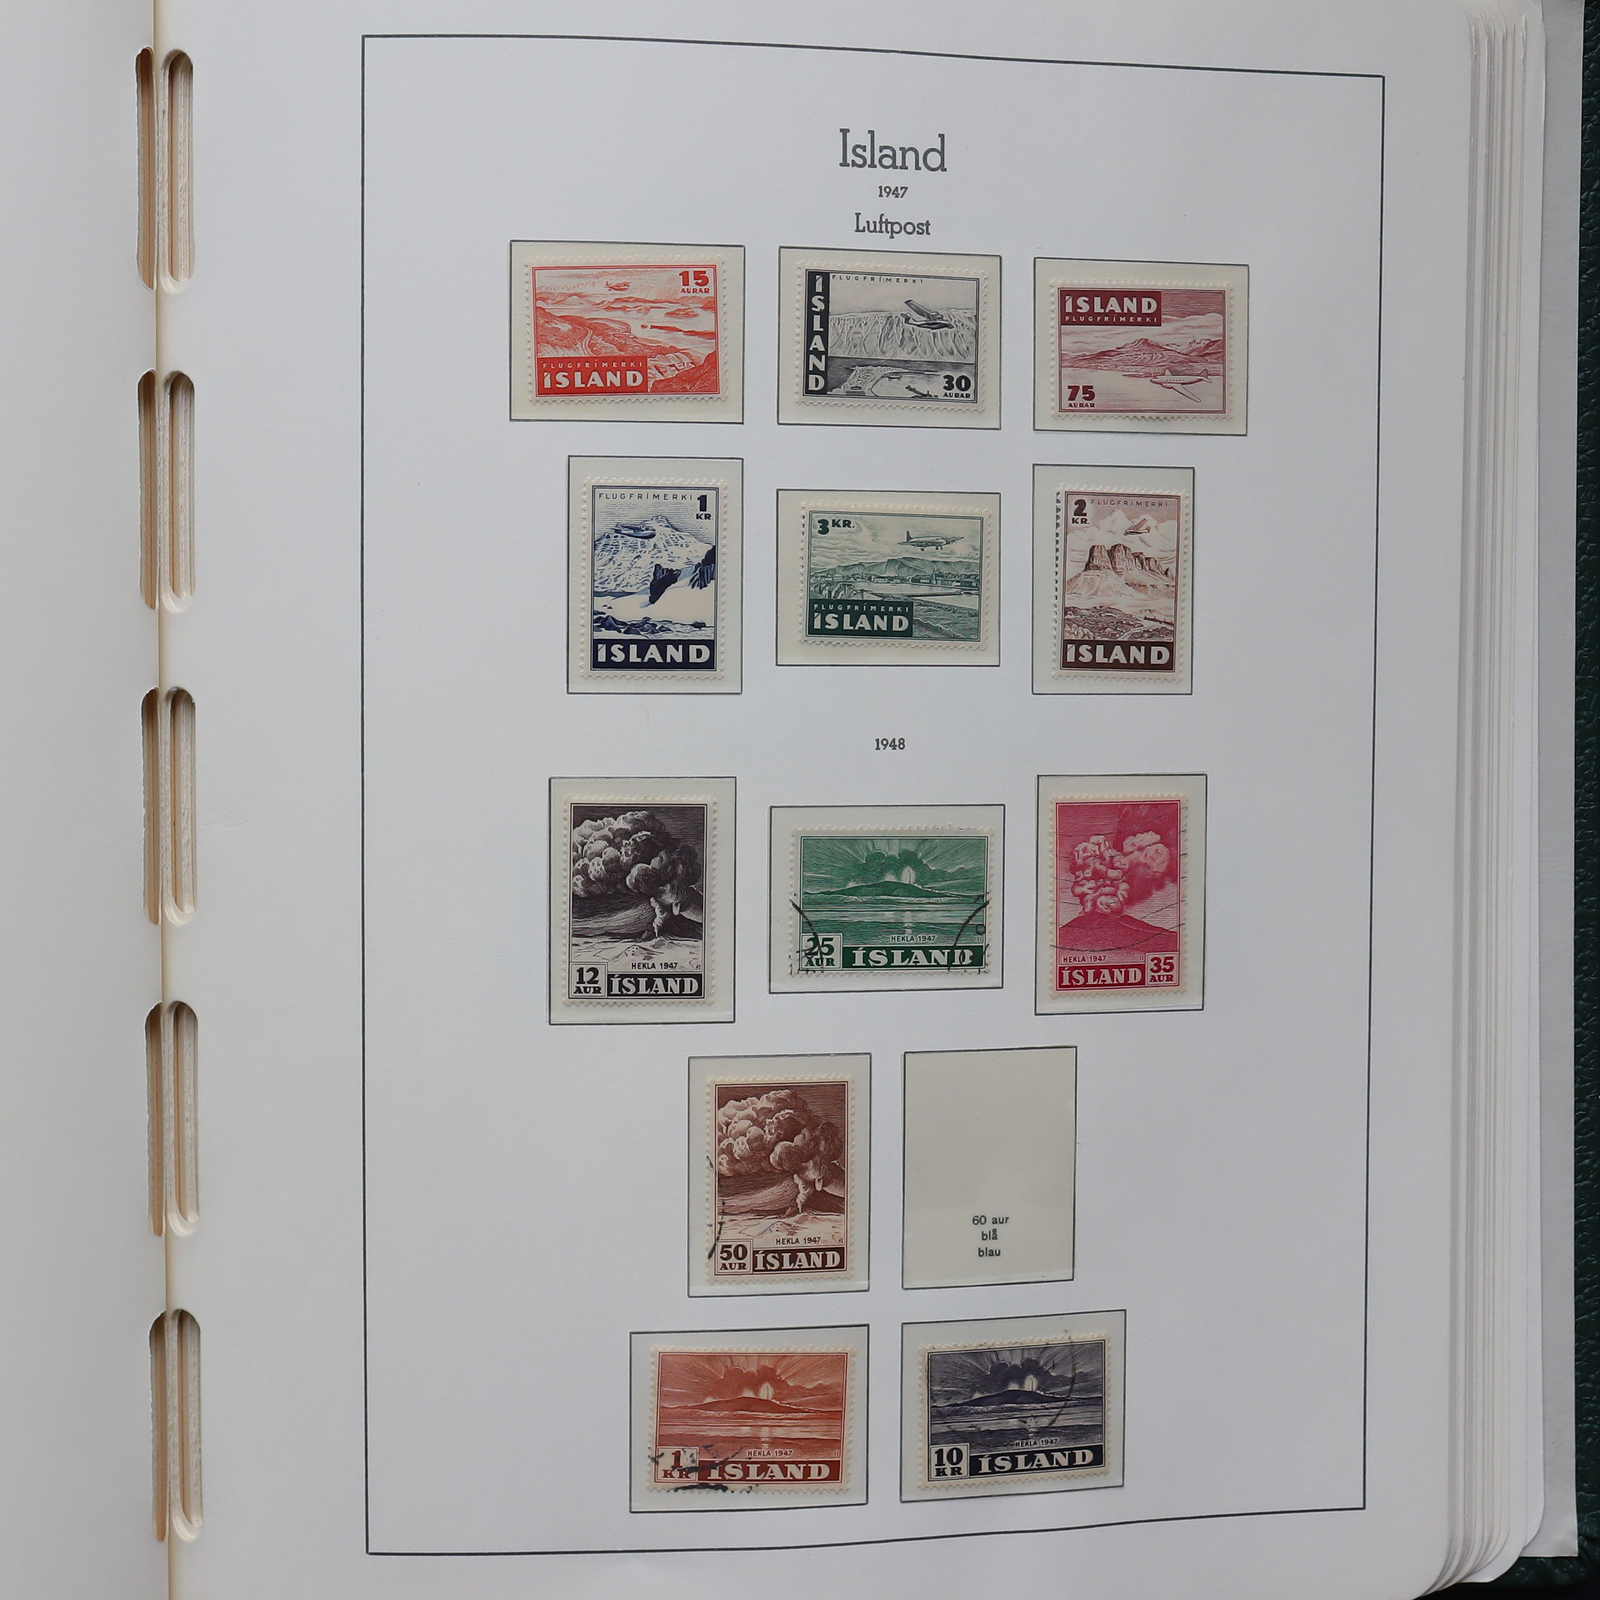 Island
1947
Luftpost
15
AURAR
FLUGFRÍMERKI
ÍSLAND
FLUGFRÍMERKI
ÍSLAND
30
AURAR
ÍSLAND
FLUGFRÍMERKI
75
AURAR
FLUGFRÍMERKI
1
KR.
ÍSLAND
3 KR.
FLUGFRÍMERKI
ÍSLAND
FLUGFRÍMERKI
2
KR.
ÍSLAND
1948
HEKLA 1947
12
AUR
ÍSLAND
HEKLA 1947
25
AUR
ÍSLAND
HEKLA 1947
ÍSLAND
35
AUR
HEKLA 1947
50
AUR
ÍSLAND
60 aur
blå
blau
HEKLA 1947
1
KR
ÍSLAND
HEKLA 1947
10
KR
ÍSLAND